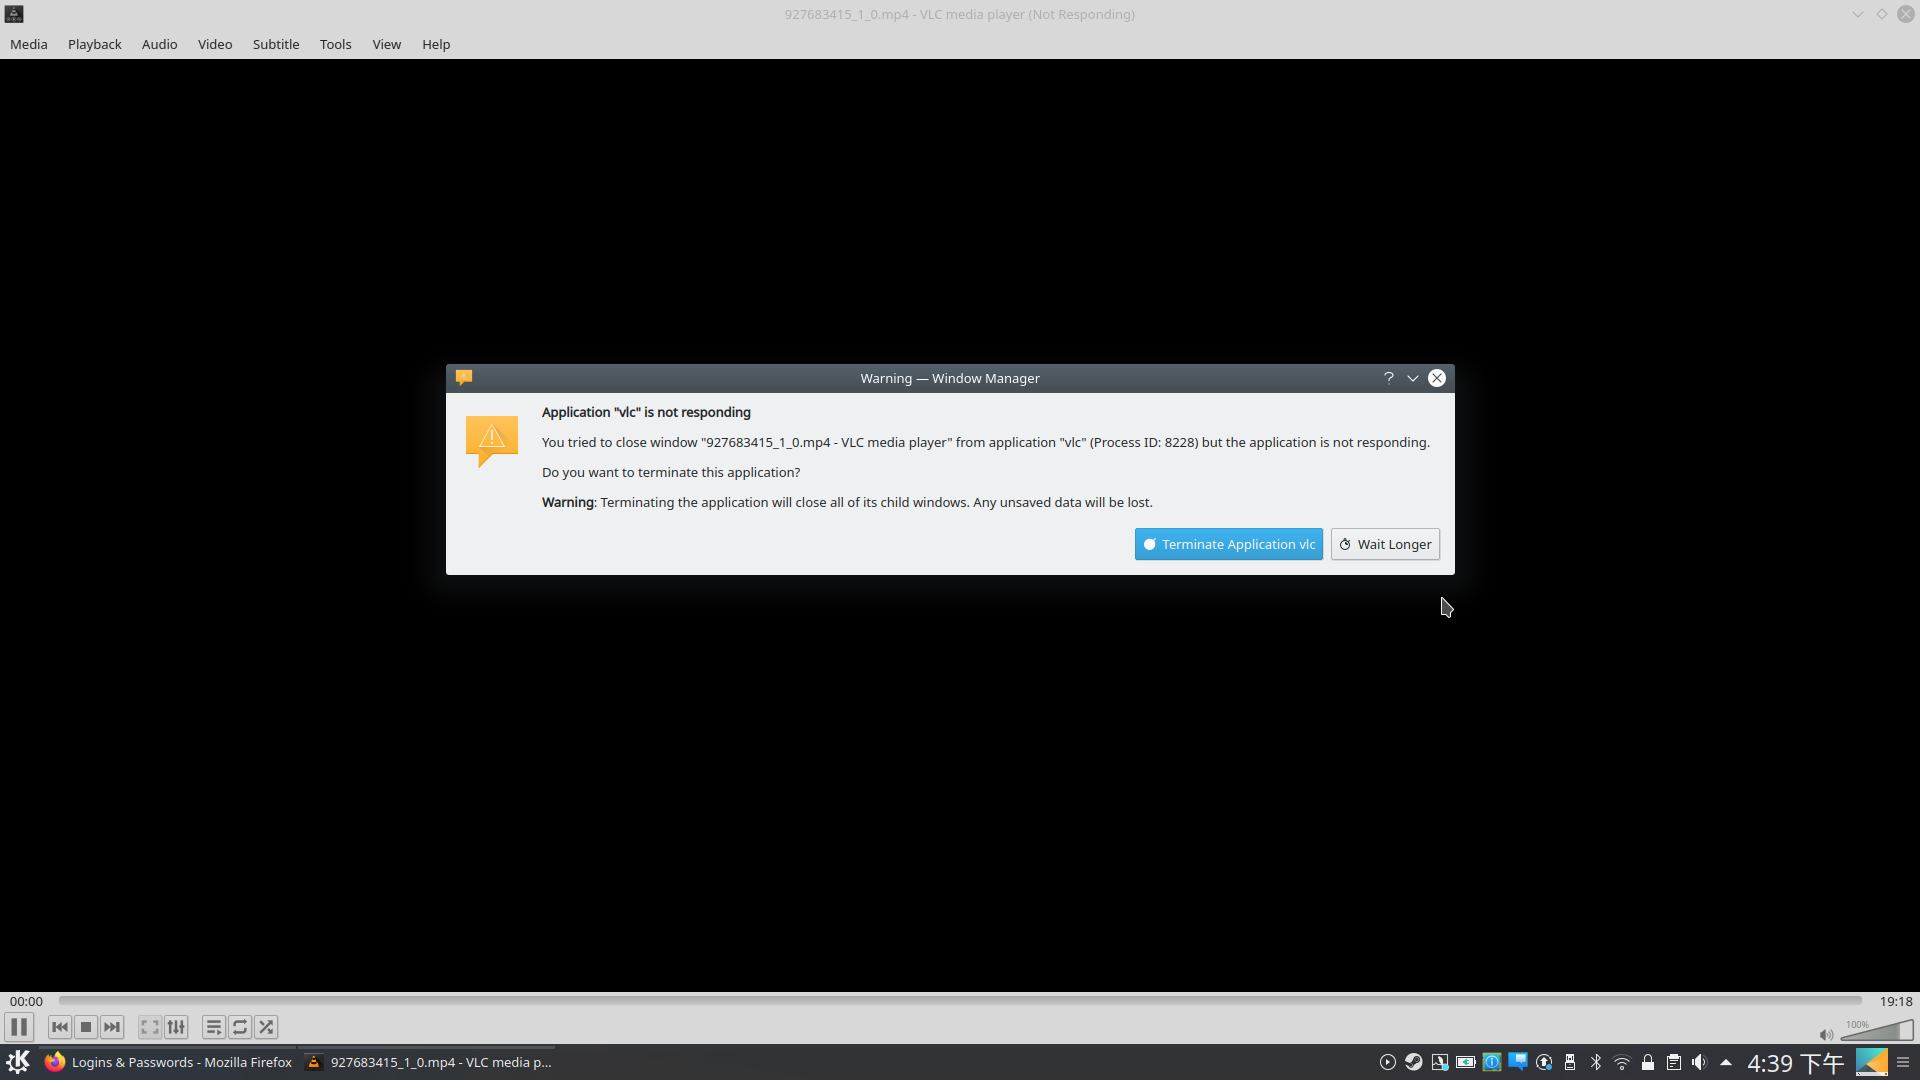 927683415_1_0.mp4 - VLC media player (Not Responding)
Media Playback Audio Video Subtitle Tools View Help
Warning — Window Manager
Application "vlc" is not responding
You tried to close window "927683415_1_0.mp4 - VLC media player" from application "vlc" (Process ID: 8228) but the application is not responding.
Do you want to terminate this application?
Warning: Terminating the application will close all of its child windows. Any unsaved data will be lost.
Terminate Application vlc Wait Longer
00:00 19:18
100%
Logins & Passwords - Mozilla Firefox 927683415_1_0.mp4 - VLC media p... 4:39 下午